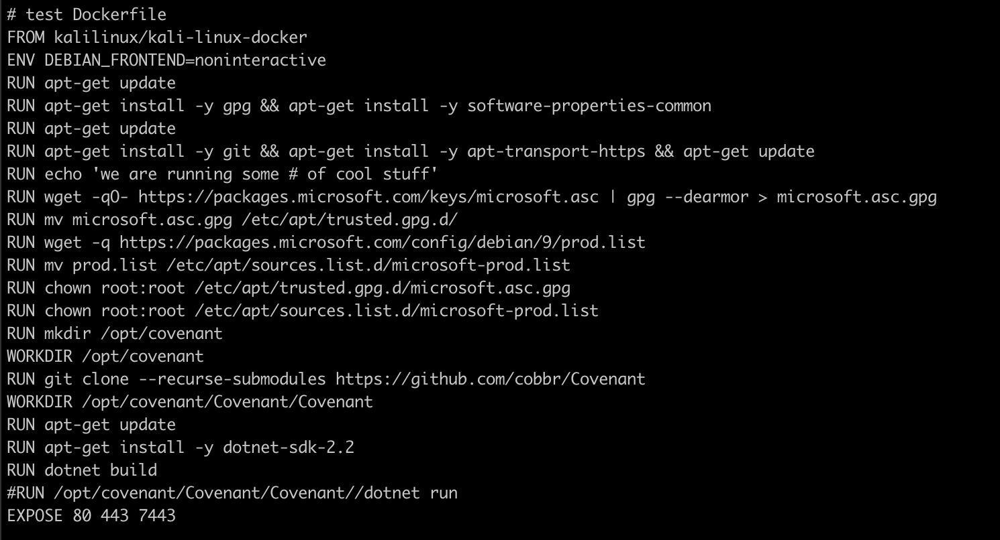 # test Dockerfile
FROM kalilinux/kali-linux-docker
ENV DEBIAN_FRONTEND=noninteractive
RUN apt-get update
RUN apt-get install -y gpg && apt-get install -y software-properties-common
RUN apt-get update
RUN apt-get install -y git && apt-get install -y apt-transport-https && apt-get update
RUN echo 'we are running some # of cool stuff'
RUN wget -qO- https://packages.microsoft.com/keys/microsoft.asc | gpg --dearmor > microsoft.asc.gpg
RUN mv microsoft.asc.gpg /etc/apt/trusted.gpg.d/
RUN wget -q https://packages.microsoft.com/config/debian/9/prod.list
RUN mv prod.list /etc/apt/sources.list.d/microsoft-prod.list
RUN chown root:root /etc/apt/trusted.gpg.d/microsoft.asc.gpg
RUN chown root:root /etc/apt/sources.list.d/microsoft-prod.list
RUN mkdir /opt/covenant
WORKDIR /opt/covenant
RUN git clone --recurse-submodules https://github.com/cobbr/Covenant
WORKDIR /opt/covenant/Covenant/Covenant
RUN apt-get update
RUN apt-get install -y dotnet-sdk-2.2
RUN dotnet build
#RUN /opt/covenant/Covenant/Covenant//dotnet run
EXPOSE 80 443 7443